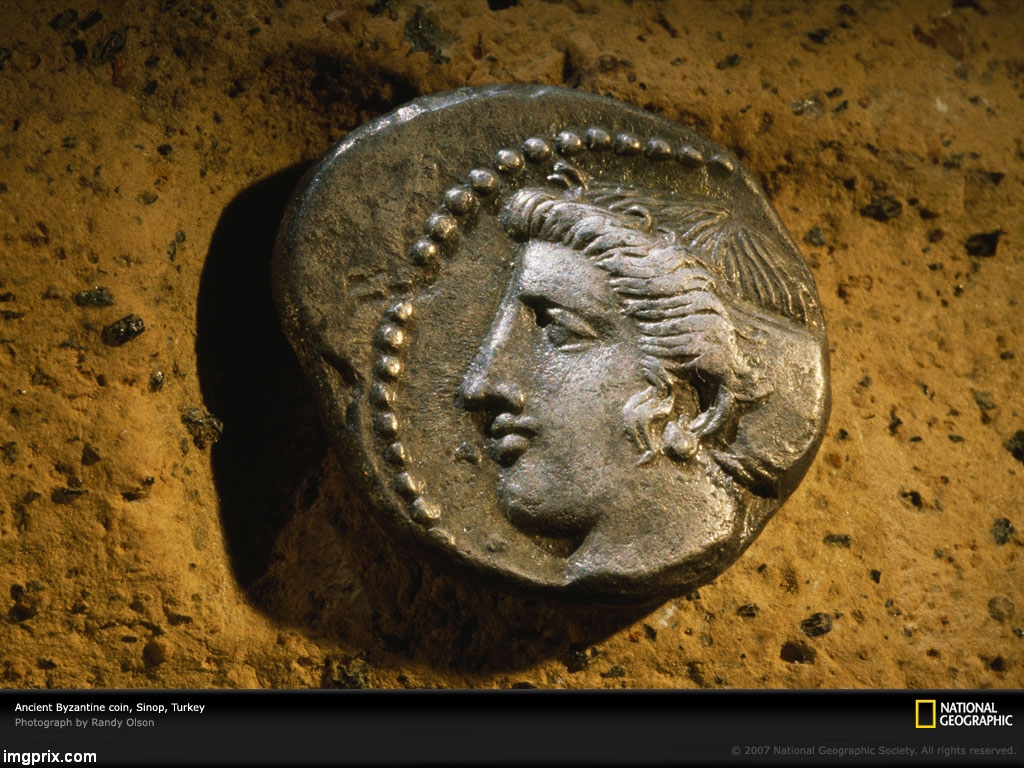 Ancient Byzantine coin, Sinop, Turkey
Photograph by Randy Olson
NATIONAL
GEOGRAPHIC
© 2007 National Geographic Society. All rights reserved.
imgprix.com